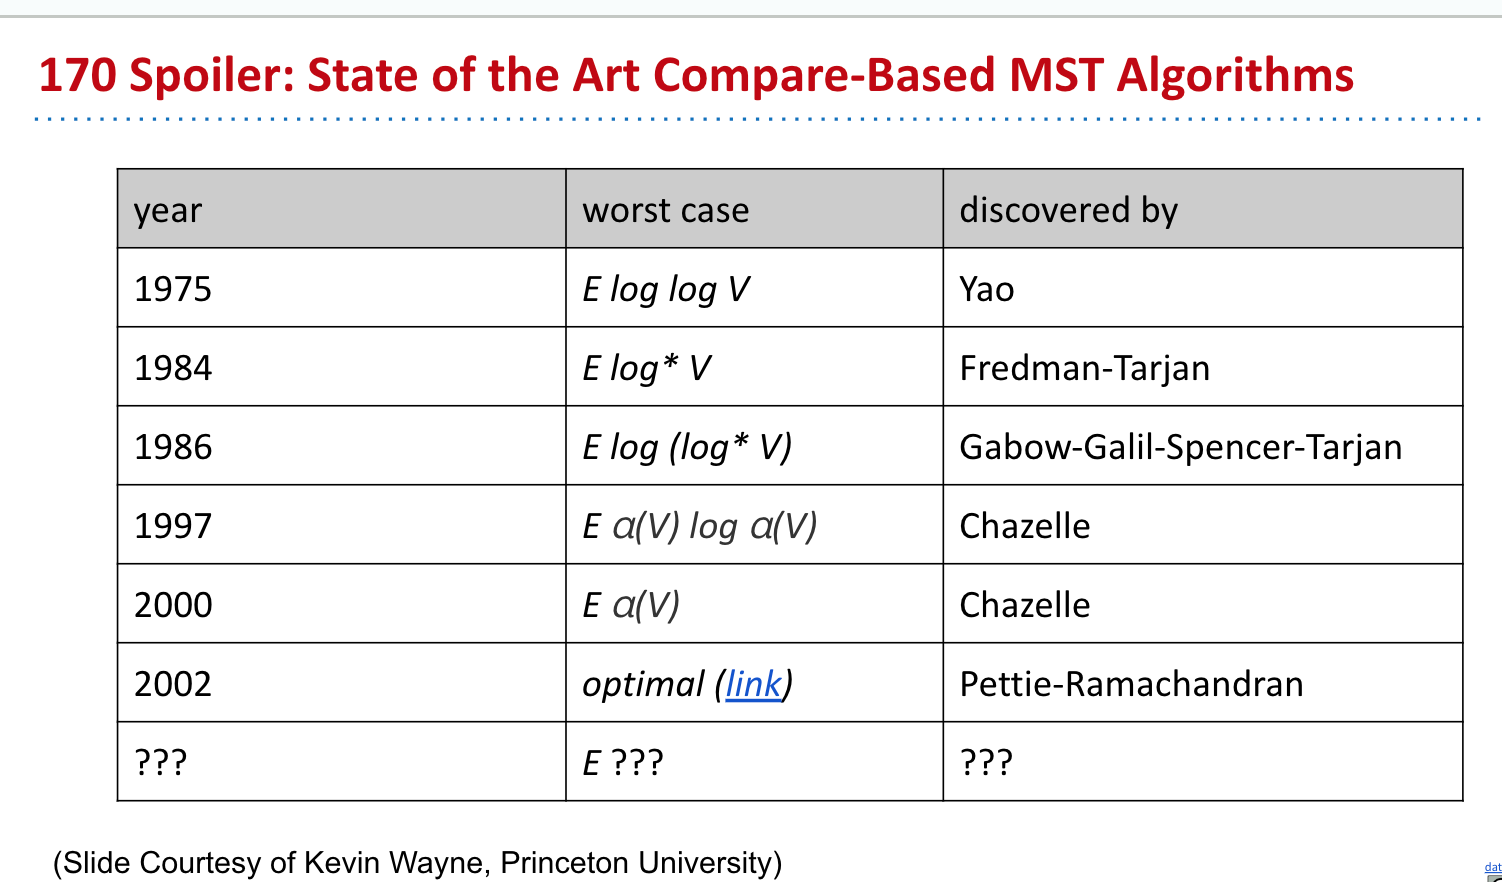 170 Spoiler: State of the Art Compare-Based MST Algorithms
year worst case discovered by
1975 E log log V Yao
1984 E log* V Fredman-Tarjan
1986 E log (log* V) Gabow-Galil-Spencer-Tarjan
1997 E α(V) log α(V) Chazelle
2000 E α(V) Chazelle
2002 optimal (link) Pettie-Ramachandran
??? E ??? ???
(Slide Courtesy of Kevin Wayne, Princeton University)
dat